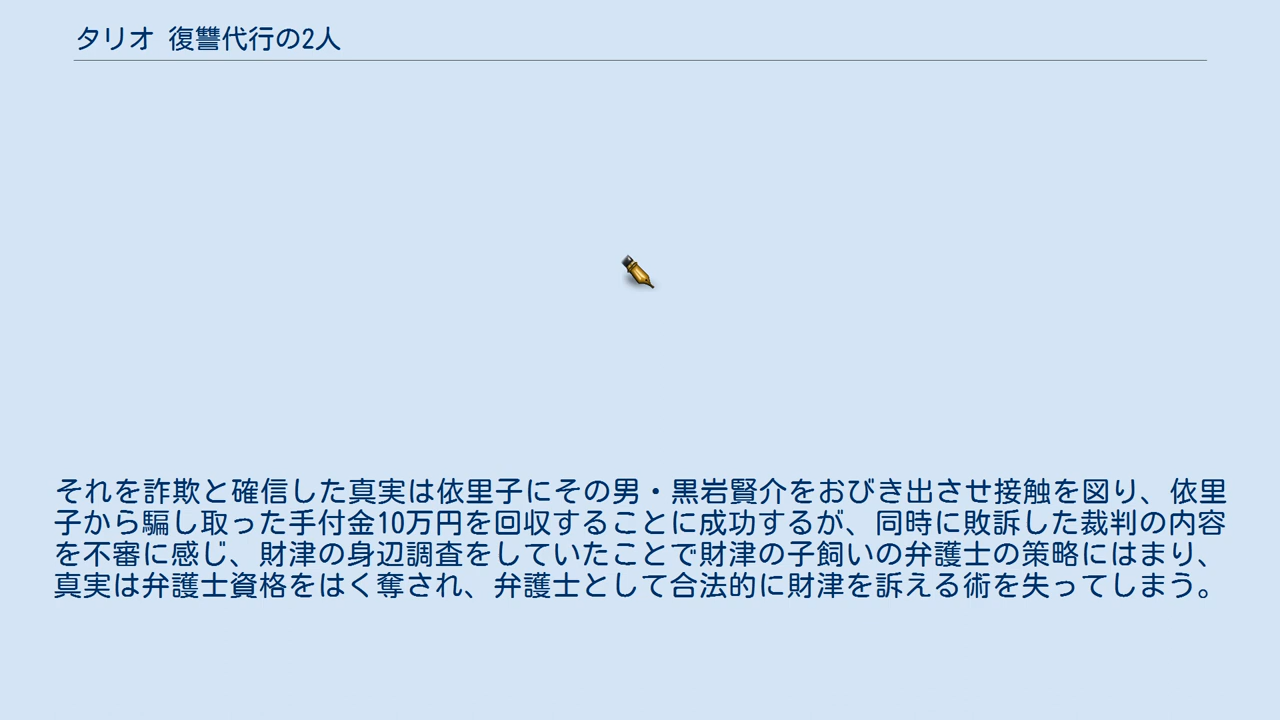 タリオ 復讐代行の2人
それを詐欺と確信した真実は依里子にその男・黒岩賢介をおびき出させ接触を図り、依里
子から騙し取った手付金10万円を回収することに成功するが、同時に敗訴した裁判の内容
を不審に感じ、財津の身辺調査をしていたことで財津の子飼いの弁護士の策略にはまり、
真実は弁護士資格をはく奪され、弁護士として合法的に財津を訴える術を失ってしまう。